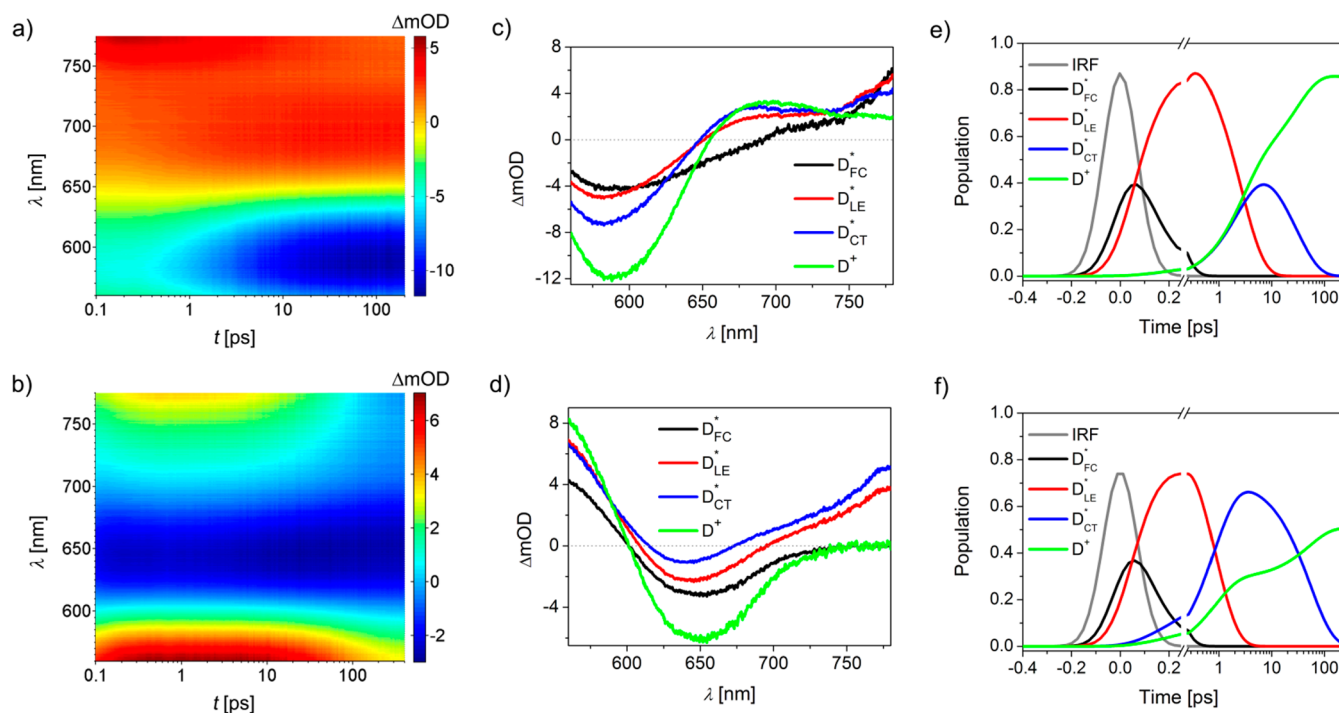 a)
ΔmOD
λ [nm]
750
700
650
600
0.1
1
10
100
t [ps]
5
0
-5
-10
c)
ΔmOD
8
4
0
-4
-8
-12
D*FC
D*LE
D*CT
D+
600
650
700
750
λ [nm]
e)
Population
1.0
0.8
0.6
0.4
0.2
0.0
IRF
D*FC
D*LE
D*CT
D+
-0.4
-0.2
0.0
0.2
1
10
100
Time [ps]
b)
ΔmOD
λ [nm]
750
700
650
600
0.1
1
10
100
t [ps]
6
4
2
0
-2
d)
ΔmOD
8
4
0
-4
D*FC
D*LE
D*CT
D+
600
650
700
750
λ [nm]
f)
Population
1.0
0.8
0.6
0.4
0.2
0.0
IRF
D*FC
D*LE
D*CT
D+
-0.4
-0.2
0.0
0.2
1
10
100
Time [ps]